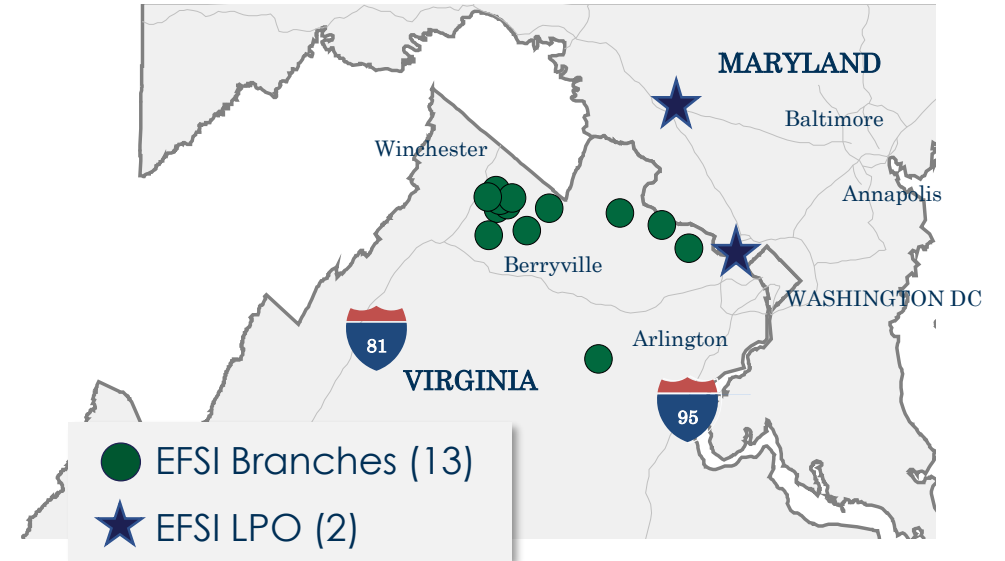 MARYLAND
Baltimore
Winchester
Annapolis
Berryville
WASHINGTON DC
Arlington
81
VIRGINIA
95
EFSI Branches (13)
EFSI LPO (2)